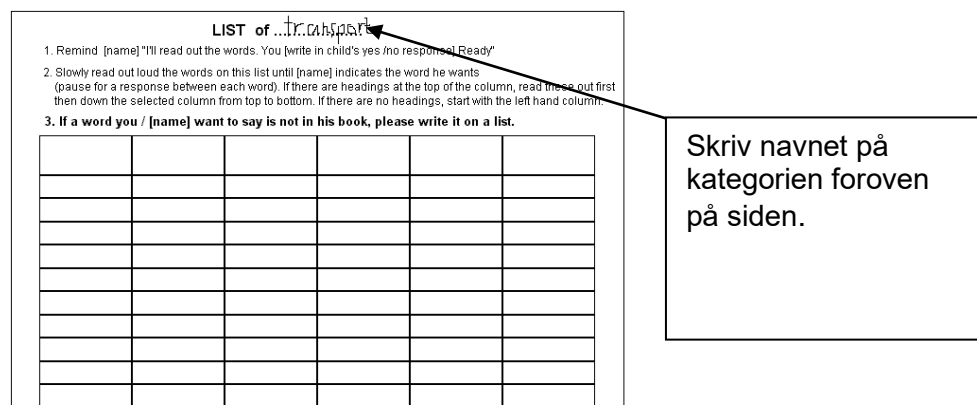 LIST of ...transport
1. Remind [name] "I'll read out the words. You [write in child's yes /no response] Ready"
2. Slowly read out loud the words on this list until [name] indicates the word he wants
(pause for a response between each word). If there are headings at the top of the column, read these out first
then down the selected column from top to bottom. If there are no headings, start with the left hand column.
3. If a word you / [name] want to say is not in his book, please write it on a list.
Skriv navnet på
kategorien foroven
på siden.